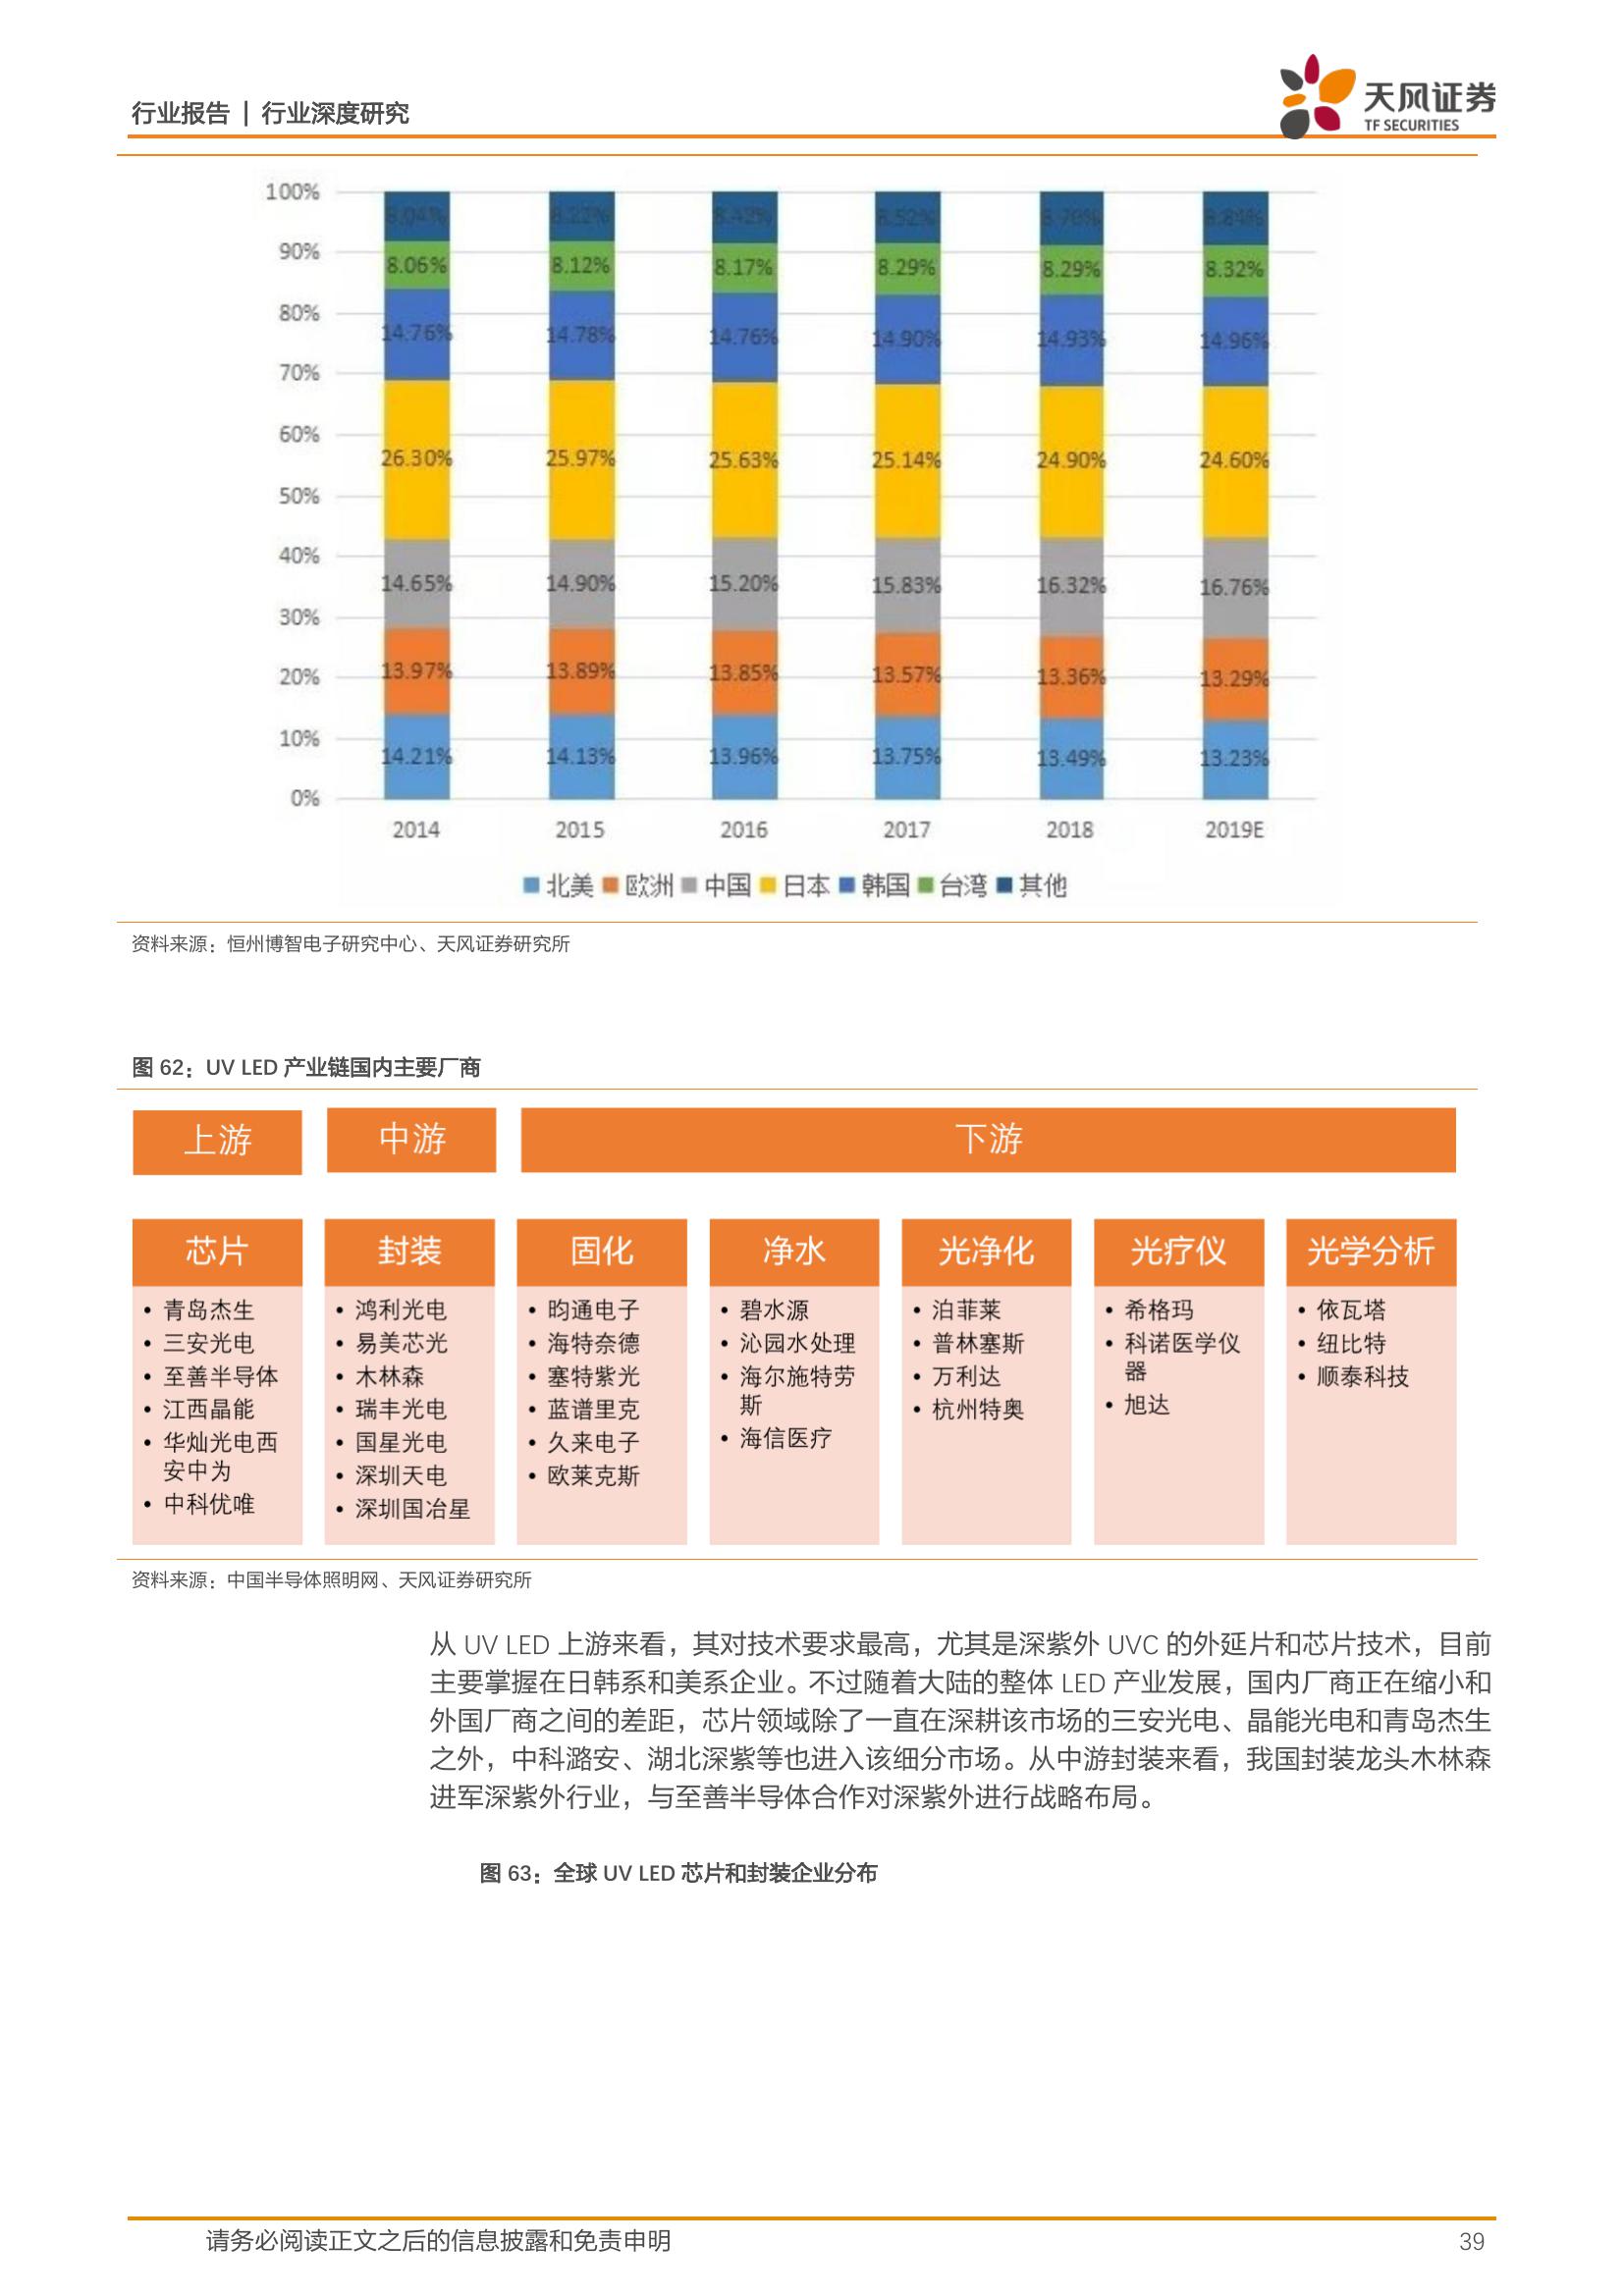 行业报告 | 行业深度研究
天风证券
TF SECURITIES
100%
8.04% 8.22% 8.42% 8.52% 8.70% 8.84%
90%
8.06% 8.12% 8.17% 8.29% 8.29% 8.32%
80%
14.76% 14.78% 14.76% 14.90% 14.93% 14.96%
70%
60%
26.30% 25.97% 25.63% 25.14% 24.90% 24.60%
50%
40%
14.65% 14.90% 15.20% 15.83% 16.32% 16.76%
30%
20%
13.97% 13.89% 13.85% 13.57% 13.36% 13.29%
10%
14.21% 14.13% 13.96% 13.75% 13.49% 13.23%
0%
2014 2015 2016 2017 2018 2019E
北美 欧洲 中国 日本 韩国 台湾 其他
资料来源：恒州博智电子研究中心、天风证券研究所
图 62：UV LED 产业链国内主要厂商
上游 中游 下游
芯片
• 青岛杰生
• 三安光电
• 至善半导体
• 江西晶能
• 华灿光电西
安中为
• 中科优唯
封装
• 鸿利光电
• 易美芯光
• 木林森
• 瑞丰光电
• 国星光电
• 深圳天电
• 深圳国冶星
固化
• 昀通电子
• 海特奈德
• 塞特紫光
• 蓝谱里克
• 久来电子
• 欧莱克斯
净水
• 碧水源
• 沁园水处理
• 海尔施特劳
斯
• 海信医疗
光净化
• 泊菲莱
• 普林塞斯
• 万利达
• 杭州特奥
光疗仪
• 希格玛
• 科诺医学仪
器
• 旭达
光学分析
• 依瓦塔
• 纽比特
• 顺泰科技
资料来源：中国半导体照明网、天风证券研究所
从 UV LED 上游来看，其对技术要求最高，尤其是深紫外 UVC 的外延片和芯片技术，目前
主要掌握在日韩系和美系企业。不过随着大陆的整体 LED 产业发展，国内厂商正在缩小和
外国厂商之间的差距，芯片领域除了一直在深耕该市场的三安光电、晶能光电和青岛杰生
之外，中科潞安、湖北深紫等也进入该细分市场。从中游封装来看，我国封装龙头木林森
进军深紫外行业，与至善半导体合作对深紫外进行战略布局。
图 63：全球 UV LED 芯片和封装企业分布
请务必阅读正文之后的信息披露和免责申明
39